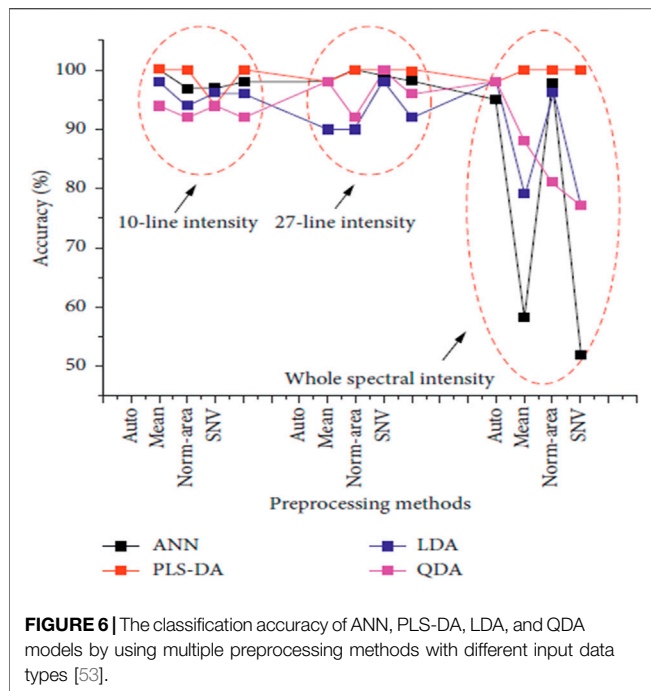 100
90
80
70
60
50
Accuracy (%)
10-line intensity
27-line intensity
Whole spectral intensity
Auto
Mean
Norm-area
SNV
Auto
Mean
Norm-area
SNV
Auto
Mean
Norm-area
SNV
Preprocessing methods
ANN
LDA
PLS-DA
QDA
FIGURE 6 | The classification accuracy of ANN, PLS-DA, LDA, and QDA
models by using multiple preprocessing methods with different input data
types [53].